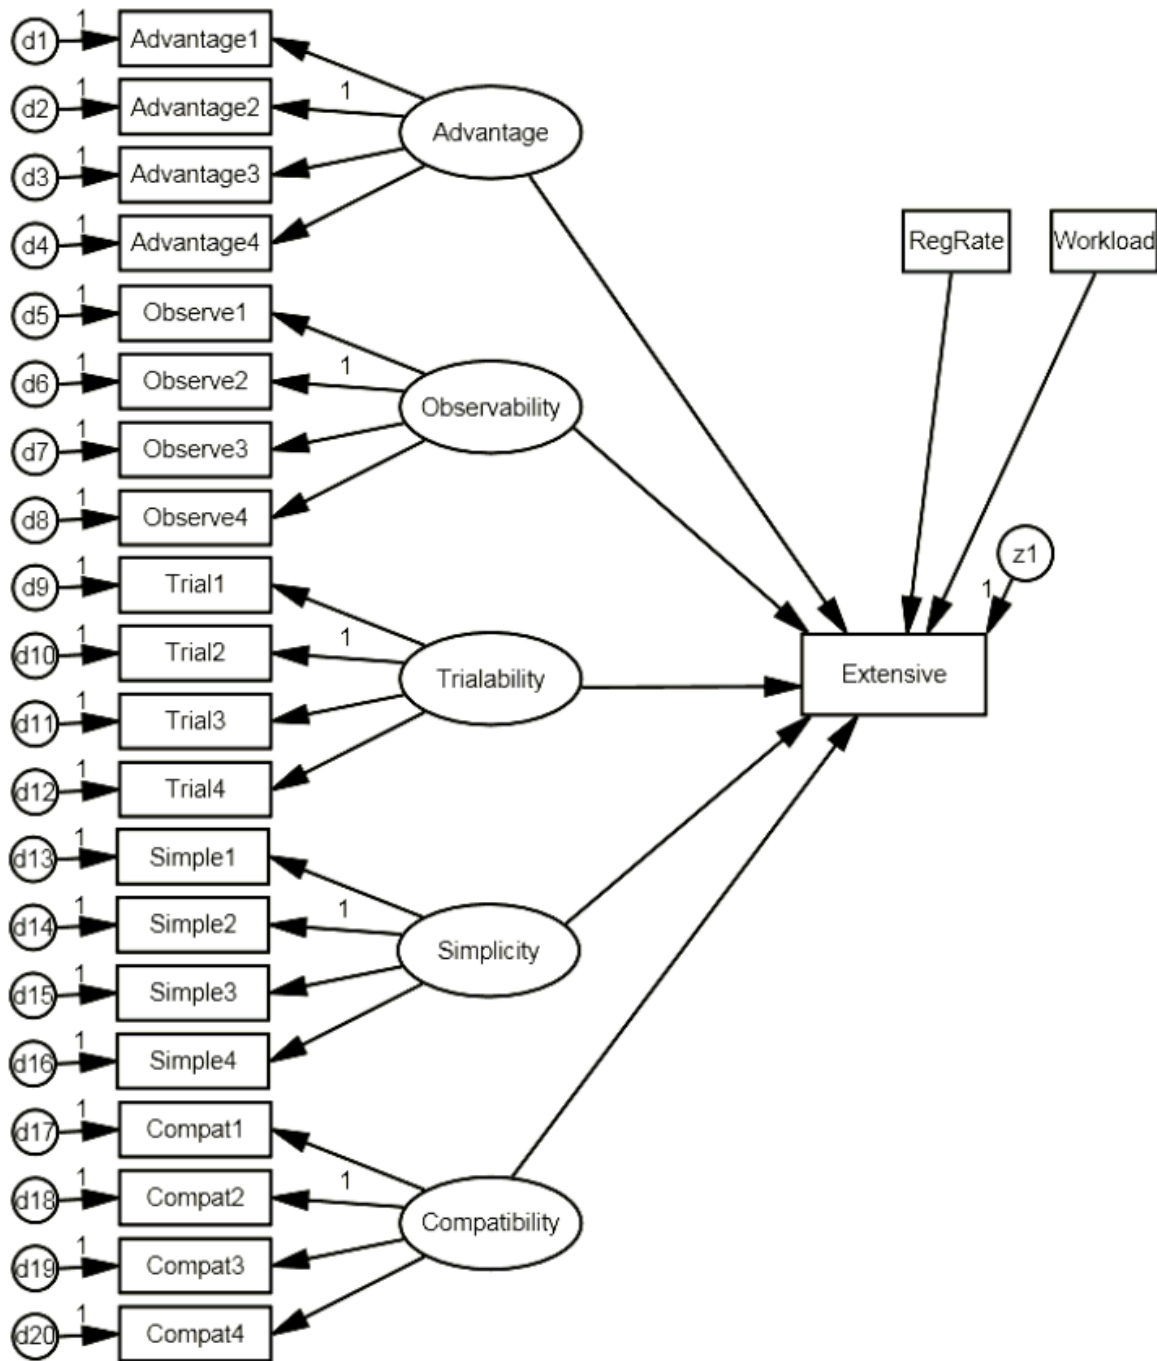 d1 1 Advantage1
d2 1 Advantage2 1
d3 1 Advantage3
d4 1 Advantage4
Advantage
d5 1 Observe1
d6 1 Observe2 1
d7 1 Observe3
d8 1 Observe4
Observability
d9 1 Trial1
d10 1 Trial2 1
d11 1 Trial3
d12 1 Trial4
Trialability
d13 1 Simple1
d14 1 Simple2 1
d15 1 Simple3
d16 1 Simple4
Simplicity
d17 1 Compat1
d18 1 Compat2 1
d19 1 Compat3
d20 1 Compat4
Compatibility
RegRate
Workload
z1
1
Extensive